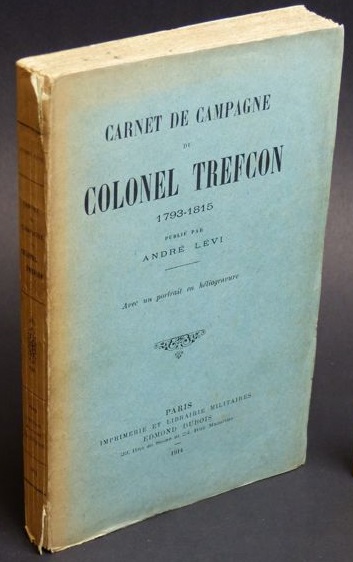 CARNET DE CAMPAGNE
DU
COLONEL TREFCON
1793-1815
PUBLIÉ PAR
ANDRÉ LÉVI
Avec un portrait en héliogravure
PARIS
IMPRIMERIE ET LIBRAIRIE MILITAIRES
EDMOND DUBOIS
1914